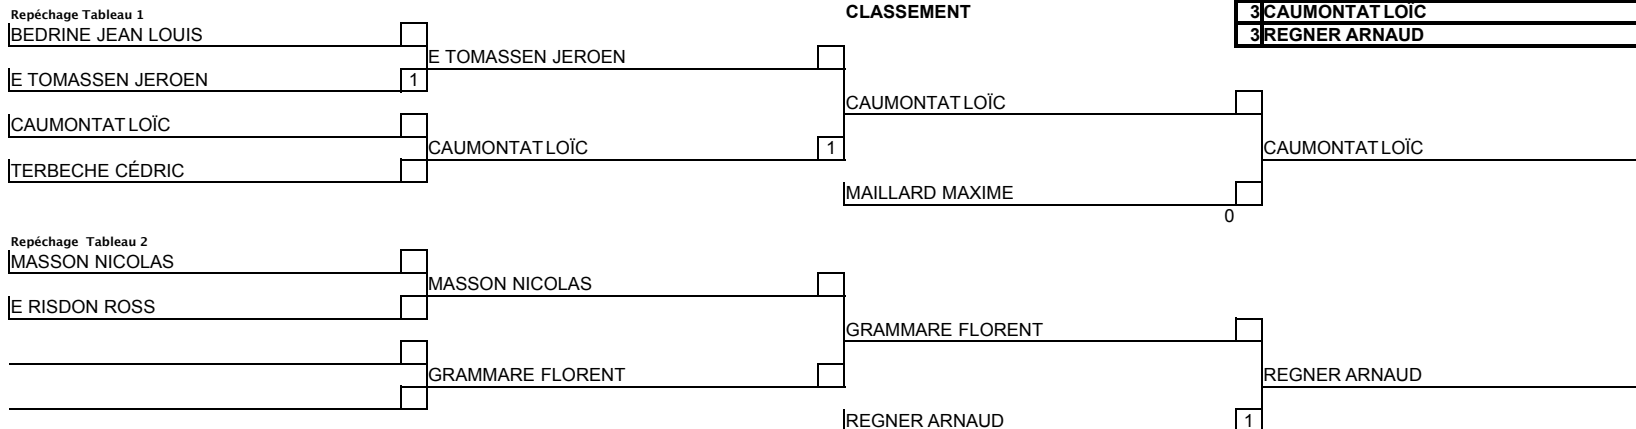 Repéchage Tableau 1
CLASSEMENT
3 CAUMONTAT LOÏC
3 REGNER ARNAUD
BEDRINE JEAN LOUIS
E TOMASSEN JEROEN
E TOMASSEN JEROEN 1
CAUMONTAT LOÏC
CAUMONTAT LOÏC
CAUMONTAT LOÏC 1
CAUMONTAT LOÏC
TERBECHE CÉDRIC
MAILLARD MAXIME
0
Repéchage Tableau 2
MASSON NICOLAS
MASSON NICOLAS
E RISDON ROSS
GRAMMARE FLORENT
GRAMMARE FLORENT
REGNER ARNAUD
REGNER ARNAUD 1